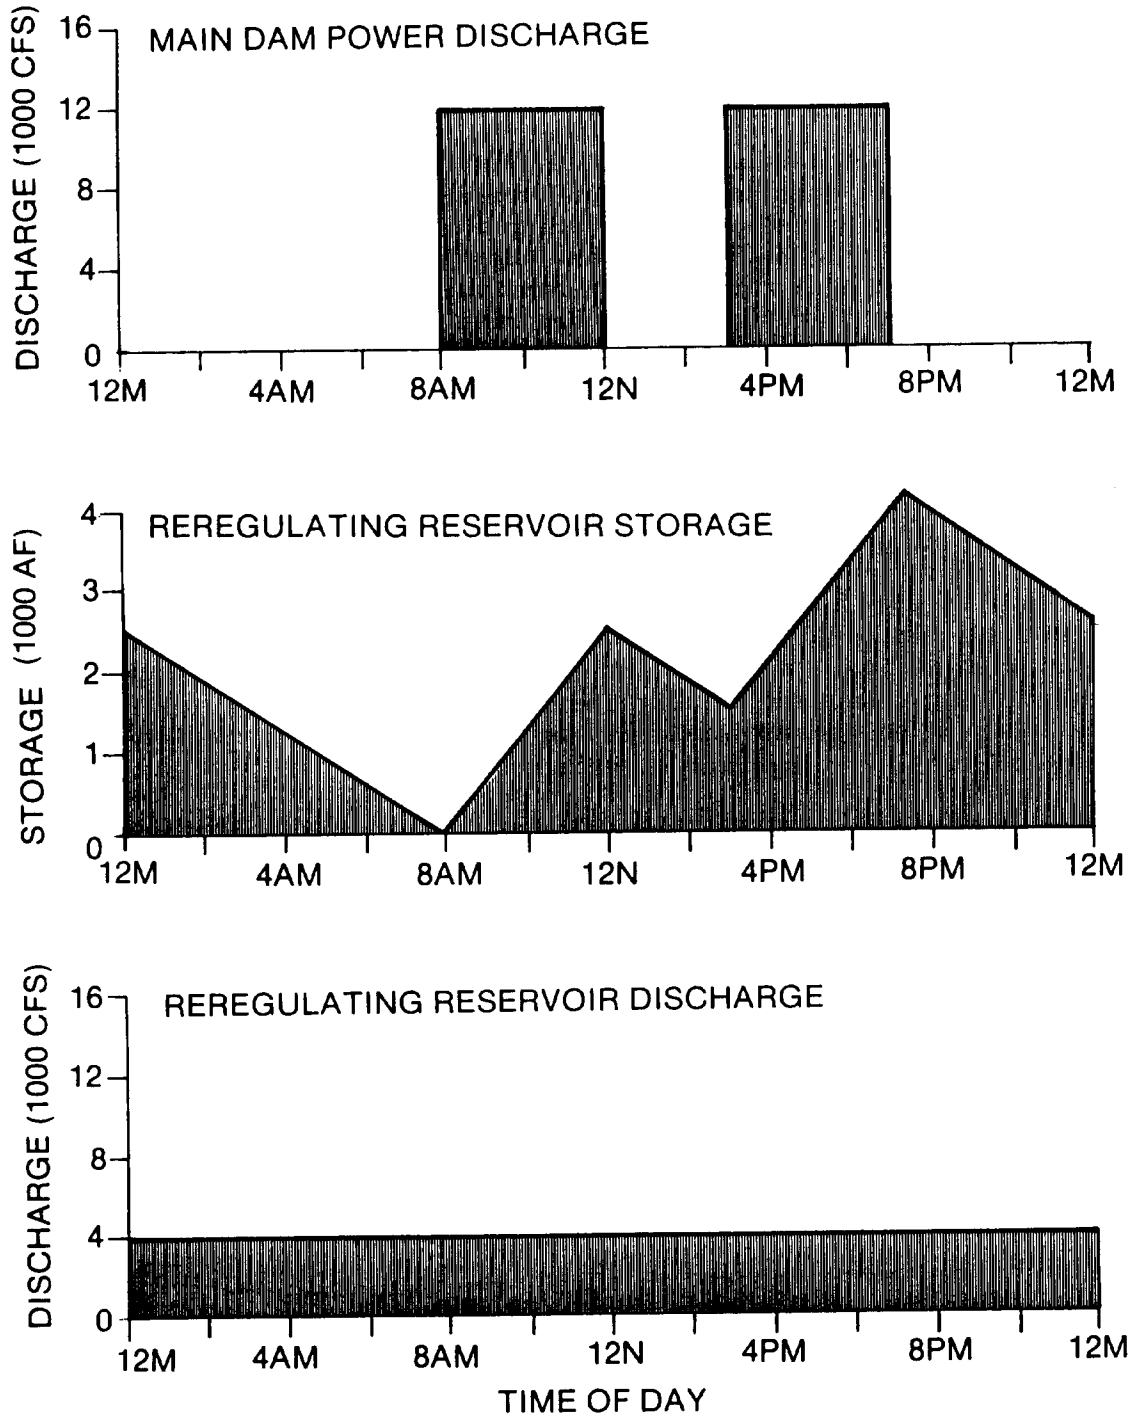 MAIN DAM POWER DISCHARGE
DISCHARGE (1000 CFS)
16
12
8
4
0
12M 4AM 8AM 12N 4PM 8PM 12M
REREGULATING RESERVOIR STORAGE
STORAGE (1000 AF)
4
3
2
1
0
12M 4AM 8AM 12N 4PM 8PM 12M
REREGULATING RESERVOIR DISCHARGE
DISCHARGE (1000 CFS)
16
12
8
4
0
12M 4AM 8AM 12N 4PM 8PM 12M
TIME OF DAY